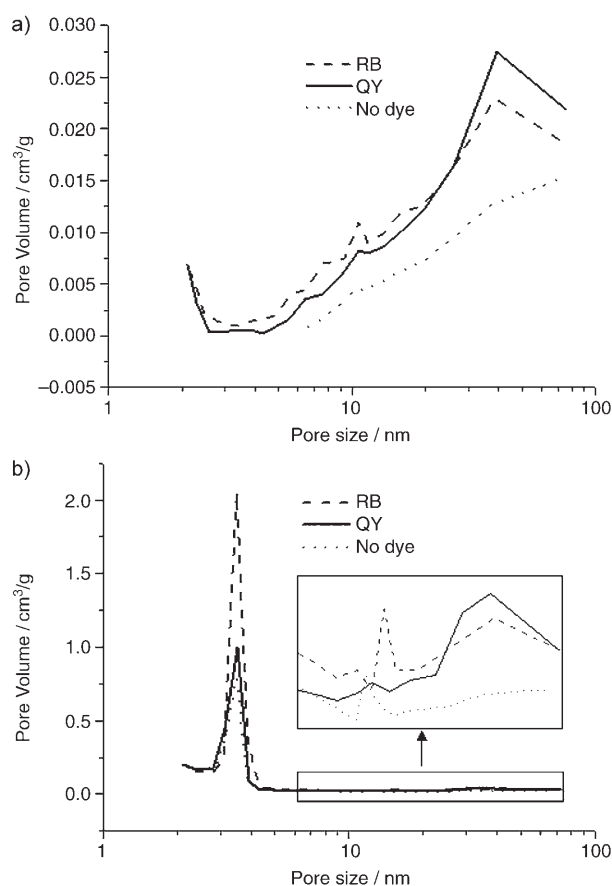 a)
0.030
0.025
0.020
0.015
0.010
0.005
0.000
−0.005
Pore Volume / cm³/g
RB
QY
No dye
1 10 100
Pore size / nm
b)
2.0
1.5
1.0
0.5
0.0
Pore Volume / cm³/g
RB
QY
No dye
1 10 100
Pore size / nm